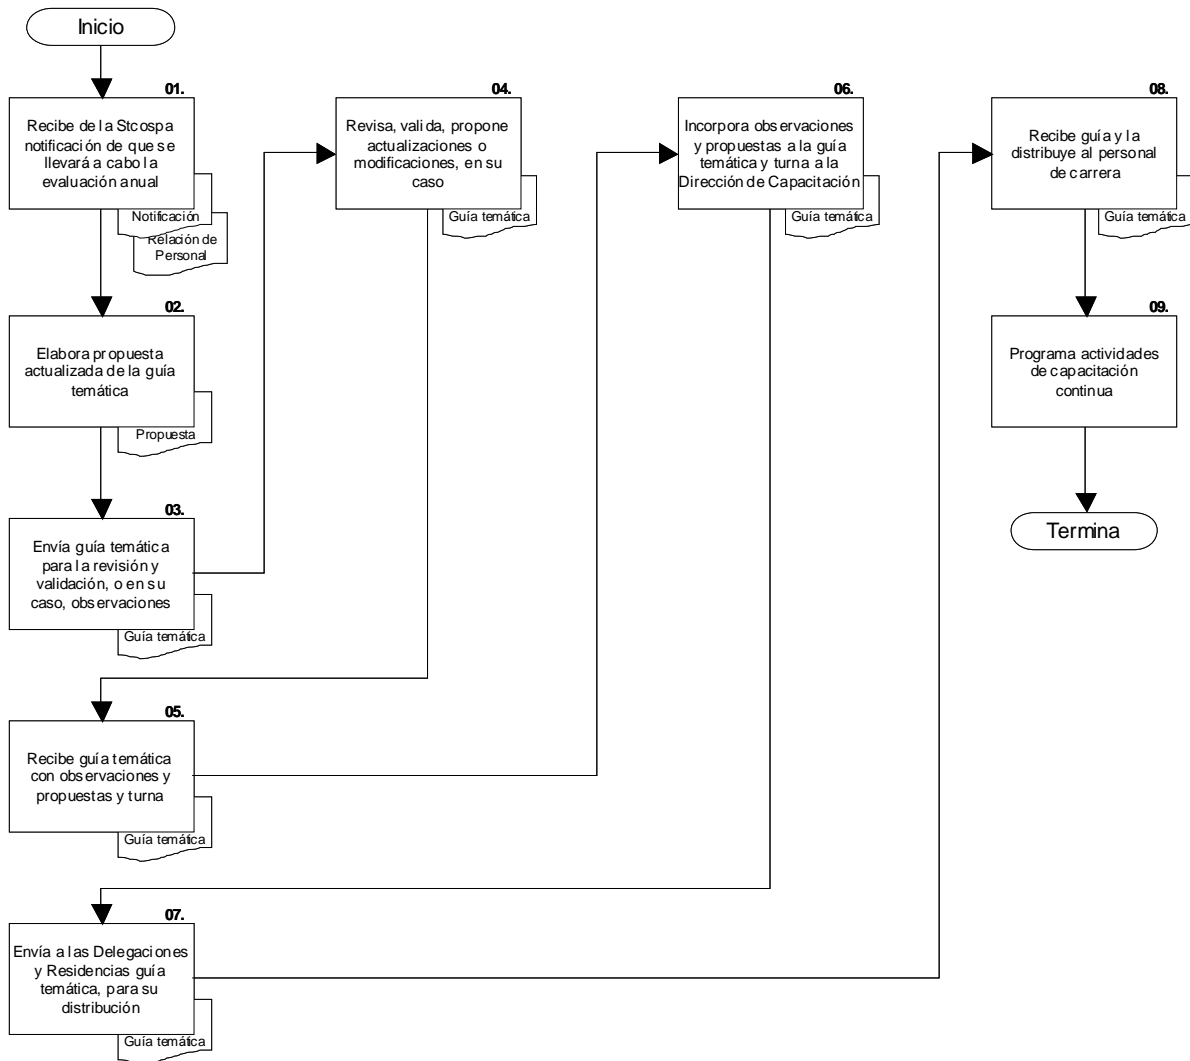 Inicio
01.
Recibe de la Stcospa
notificación de que se
llevará a cabo la
evaluación anual
Notificación
Relación de
Personal
02.
Elabora propuesta
actualizada de la guía
temática
Propuesta
03.
Envía guía temática
para la revisión y
validación, o en su
caso, observaciones
Guía temática
04.
Revisa, valida, propone
actualizaciones o
modificaciones, en su
caso
Guía temática
05.
Recibe guía temática
con observaciones y
propuestas y turna
Guía temática
06.
Incorpora observaciones
y propuestas a la guía
temática y turna a la
Dirección de Capacitación
Guía temática
07.
Envía a las Delegaciones
y Residencias guía
temática, para su
distribución
Guía temática
08.
Recibe guía y la
distribuye al personal
de carrera
Guía temática
09.
Programa actividades
de capacitación
continua
Termina